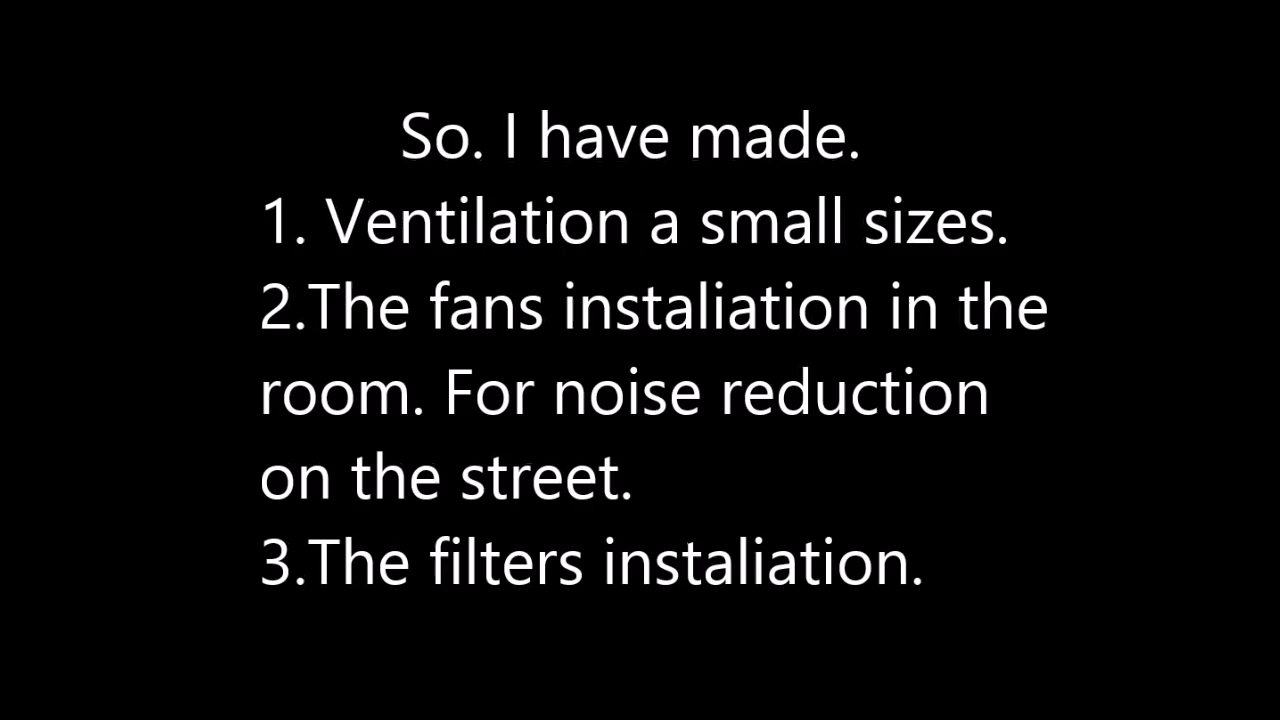 So. I have made.
1. Ventilation a small sizes.
2.The fans instaliation in the
room. For noise reduction
on the street.
3.The filters instaliation.